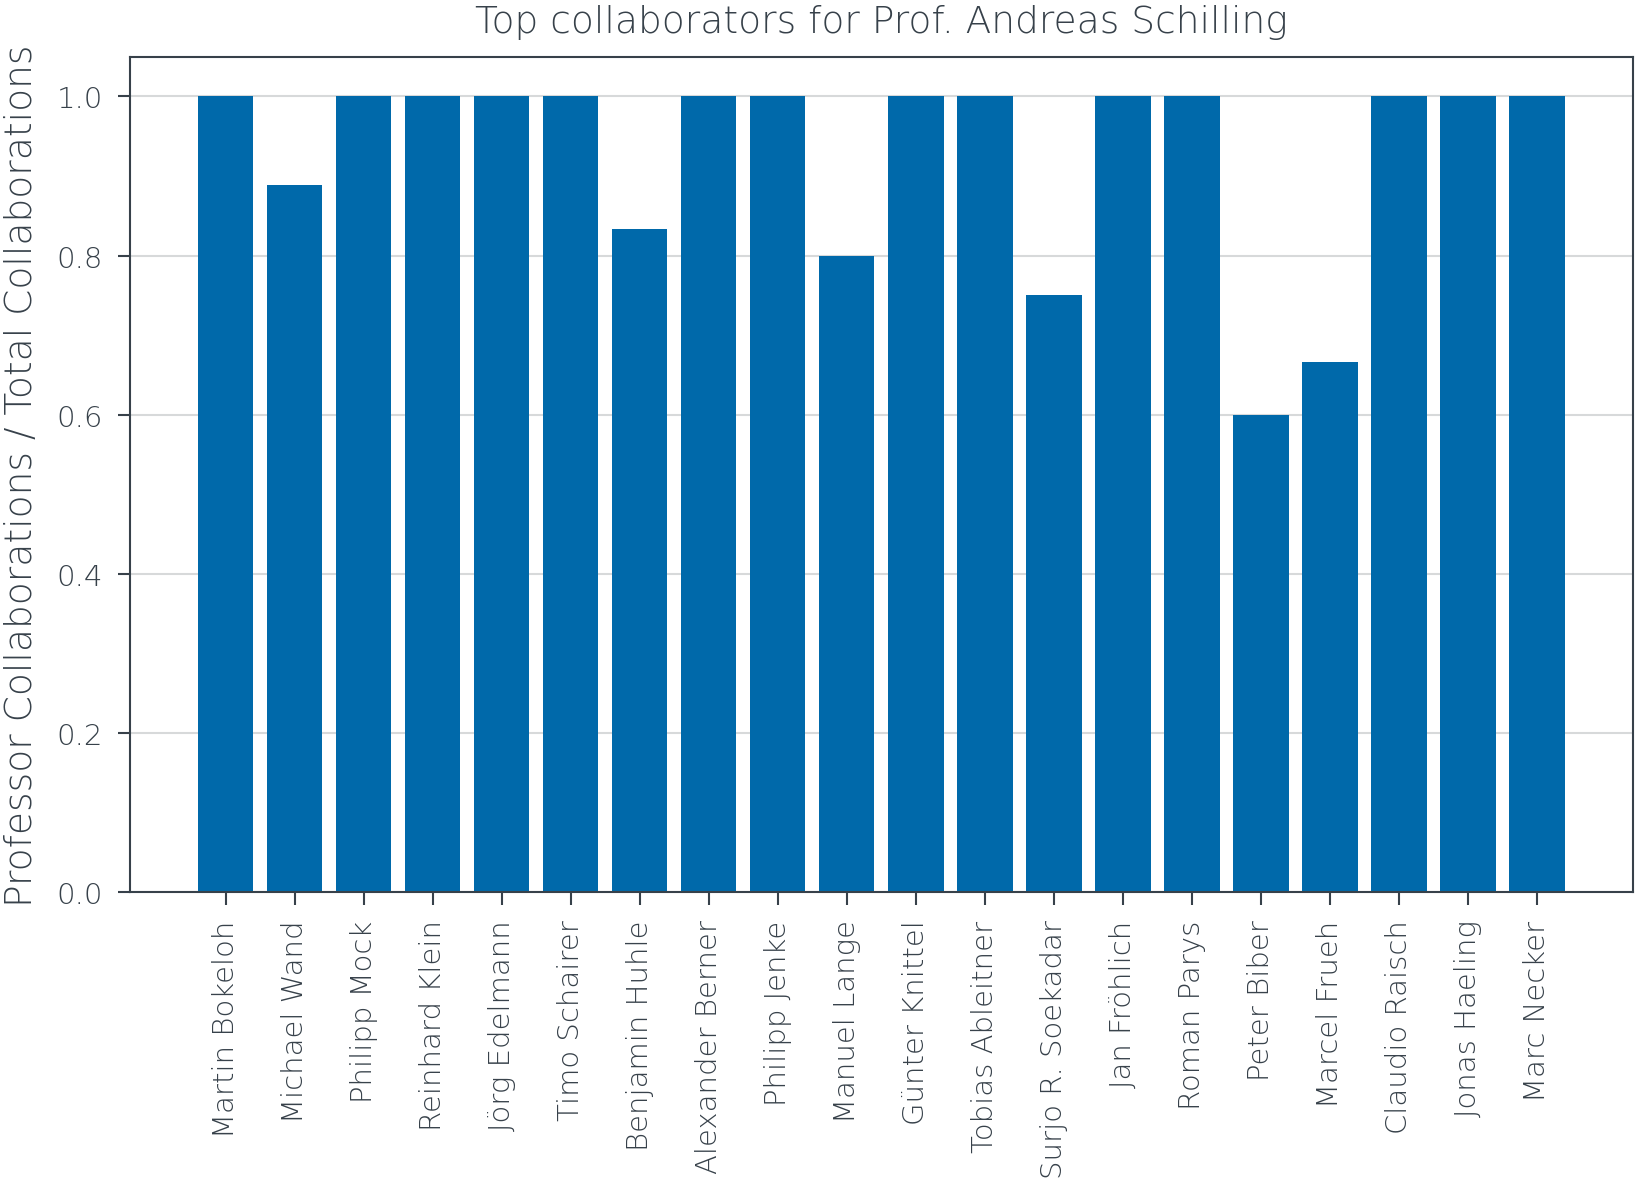 Top collaborators for Prof. Andreas Schilling
Professor Collaborations / Total Collaborations
1.0
0.8
0.6
0.4
0.2
0.0
Martin Bokeloh
Michael Wand
Philipp Mock
Reinhard Klein
Jörg Edelmann
Timo Schairer
Benjamin Huhle
Alexander Berner
Philipp Jenke
Manuel Lange
Günter Knittel
Tobias Ableitner
Surjo R. Soekadar
Jan Fröhlich
Roman Parys
Peter Biber
Marcel Frueh
Claudio Raisch
Jonas Haeling
Marc Necker